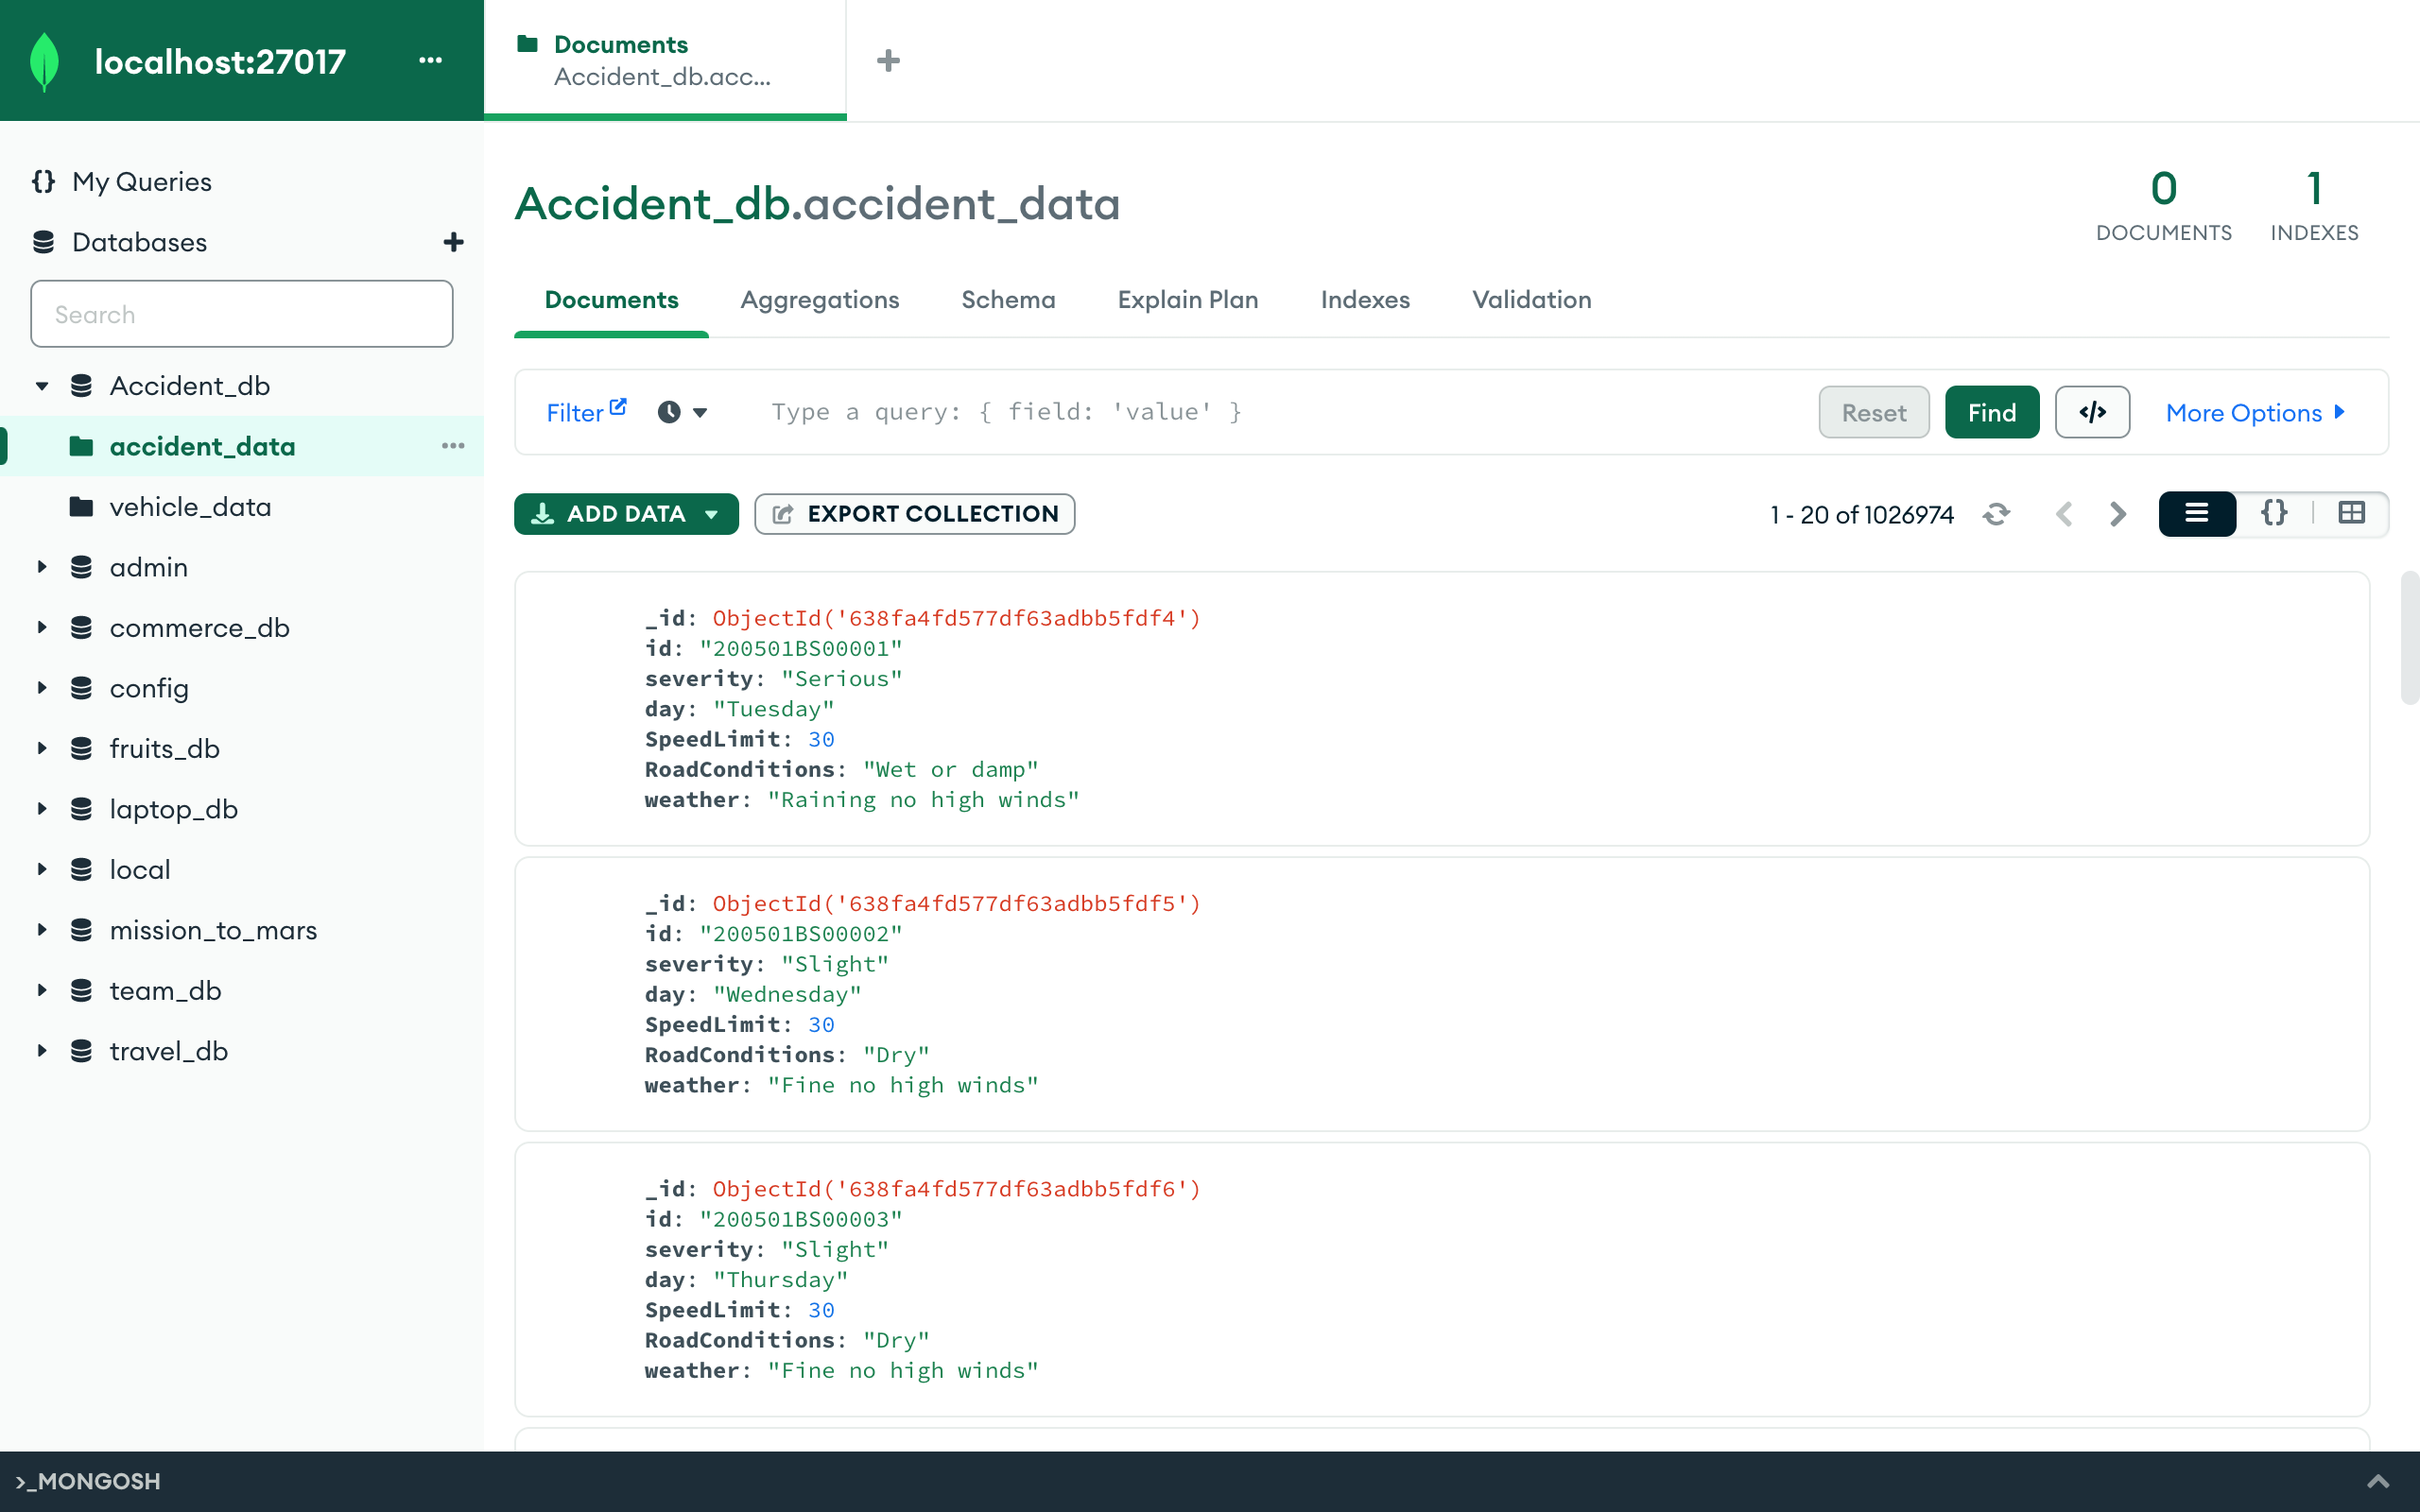 localhost:27017
Documents
Accident_db.acc...
My Queries
Databases
Search
Accident_db
accident_data
vehicle_data
admin
commerce_db
config
fruits_db
laptop_db
local
mission_to_mars
team_db
travel_db
Accident_db.accident_data
0
DOCUMENTS
1
INDEXES
Documents Aggregations Schema Explain Plan Indexes Validation
Filter Type a query: { field: 'value' } Reset Find </> More Options
ADD DATA EXPORT COLLECTION 1 - 20 of 1026974 {}
_id: ObjectId('638fa4fd577df63adbb5fdf4')
id: "200501BS00001"
severity: "Serious"
day: "Tuesday"
SpeedLimit: 30
RoadConditions: "Wet or damp"
weather: "Raining no high winds"
_id: ObjectId('638fa4fd577df63adbb5fdf5')
id: "200501BS00002"
severity: "Slight"
day: "Wednesday"
SpeedLimit: 30
RoadConditions: "Dry"
weather: "Fine no high winds"
_id: ObjectId('638fa4fd577df63adbb5fdf6')
id: "200501BS00003"
severity: "Slight"
day: "Thursday"
SpeedLimit: 30
RoadConditions: "Dry"
weather: "Fine no high winds"
>_MONGOSH